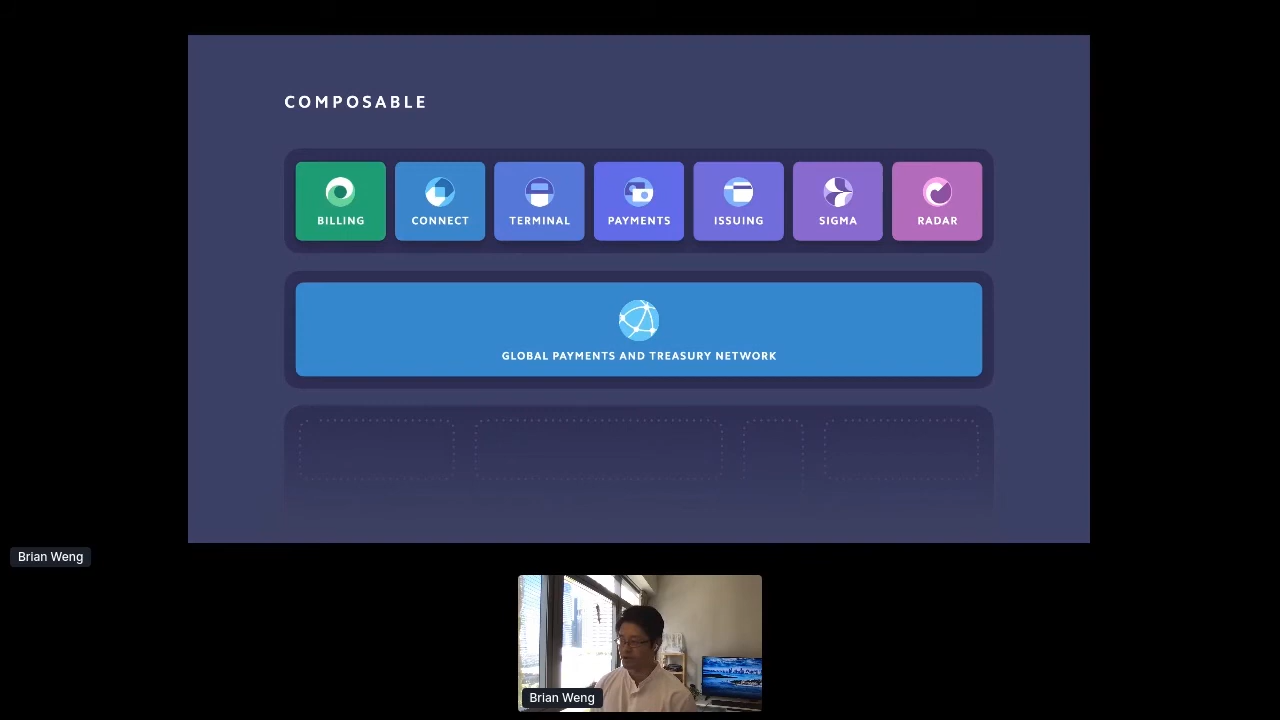 COMPOSABLE
BILLING
CONNECT
TERMINAL
PAYMENTS
ISSUING
SIGMA
RADAR
GLOBAL PAYMENTS AND TREASURY NETWORK
Brian Weng
Brian Weng